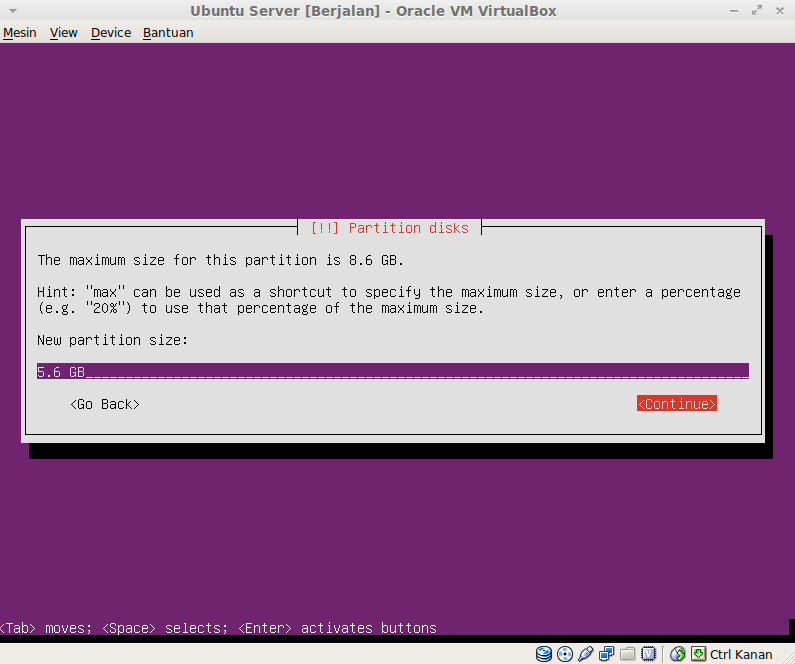 Ubuntu Server [Berjalan] - Oracle VM VirtualBox
Mesin View Device Bantuan
[!!] Partition disks
The maximum size for this partition is 8.6 GB.
Hint: "max" can be used as a shortcut to specify the maximum size, or enter a percentage
(e.g. "20%") to use that percentage of the maximum size.
New partition size:
5.6 GB
<Go Back> <Continue>
<Tab> moves; <Space> selects; <Enter> activates buttons
Ctrl Kanan